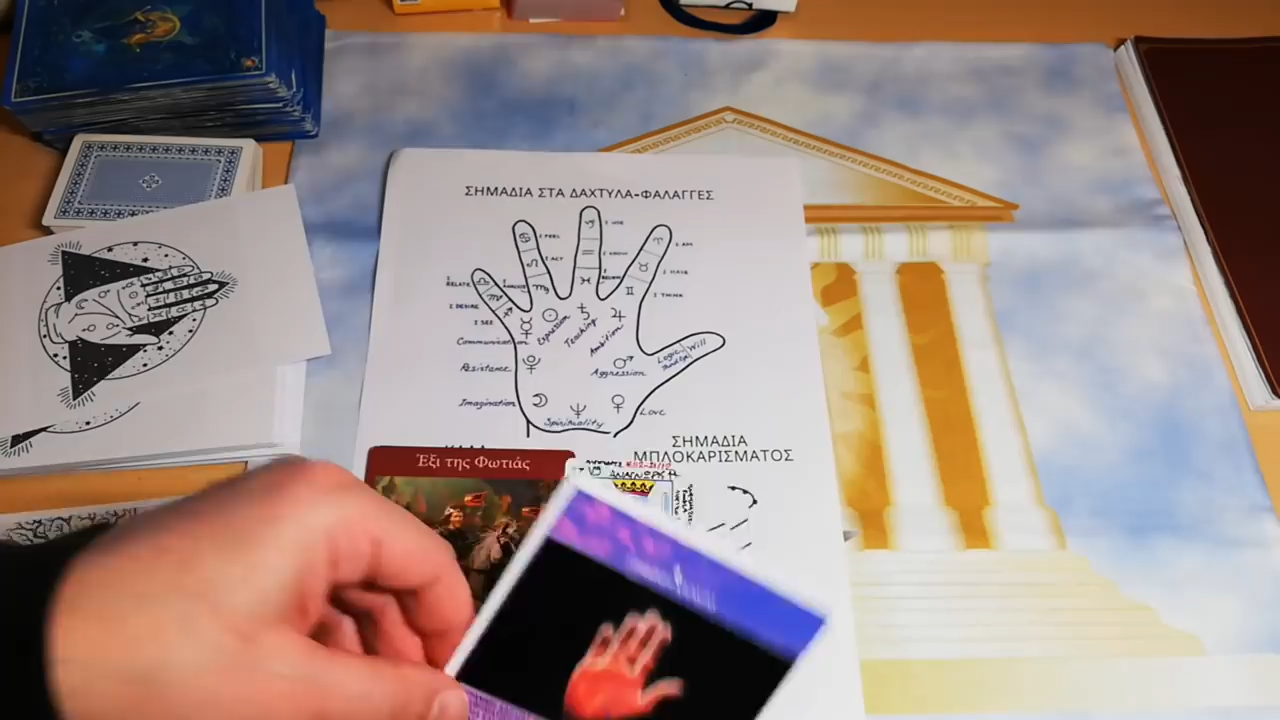 ΣΗΜΑΔΙΑ ΣΤΑ ΔΑΧΤΥΛΑ-ΦΑΛΑΓΓΕΣ
I USE
I FEEL
I AM
I ACT
I KNOW
I HAVE
I RELATE
I THINK
I DESIRE
I SEE
Communication
Expression
Teaching
Ambition
Logic
Will
Resistance
Aggression
Imagination
Spirituality
Love
ΣΗΜΑΔΙΑ
ΜΠΛΟΚΑΡΙΣΜΑΤΟΣ
Έξι της Φωτιάς